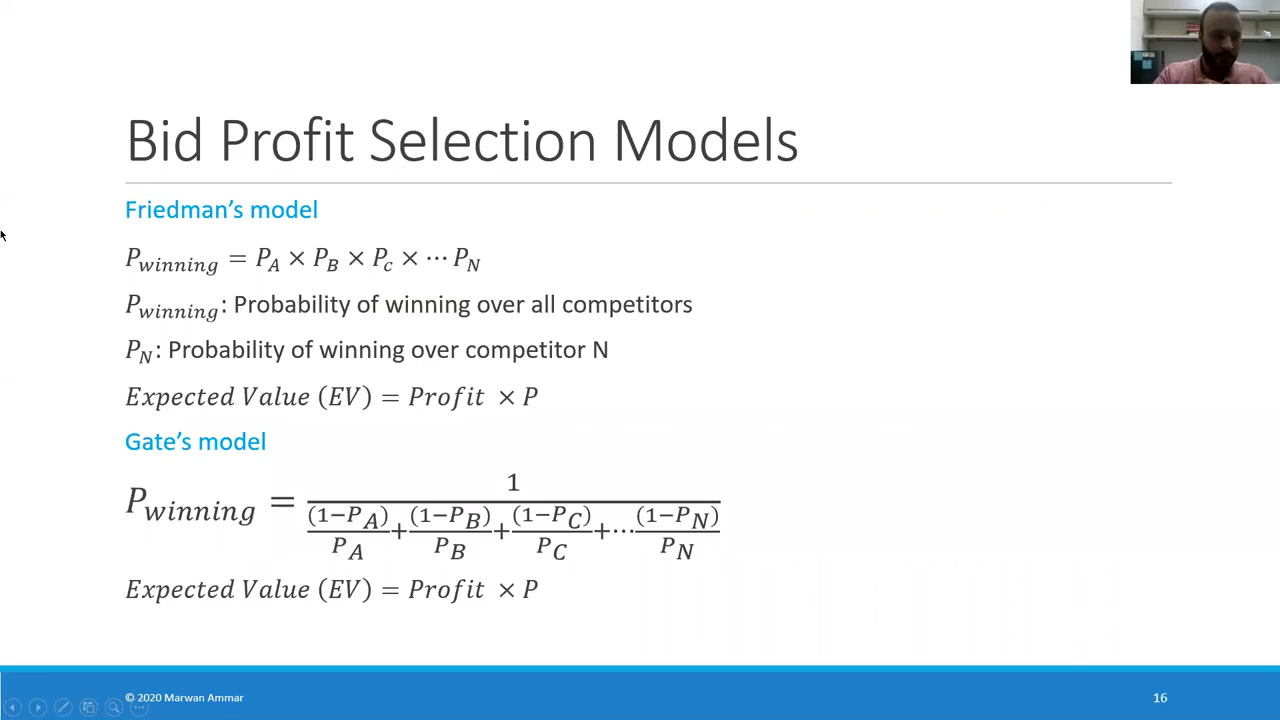 Bid Profit Selection Models
Friedman's model
P_winning = P_A × P_B × P_c × ⋯ P_N
P_winning: Probability of winning over all competitors
P_N: Probability of winning over competitor N
Expected Value (EV) = Profit × P
Gate's model
P_winning = 1 / ((1−P_A)/P_A + (1−P_B)/P_B + (1−P_C)/P_C + ⋯ (1−P_N)/P_N)
Expected Value (EV) = Profit × P
© 2020 Marwan Ammar
16